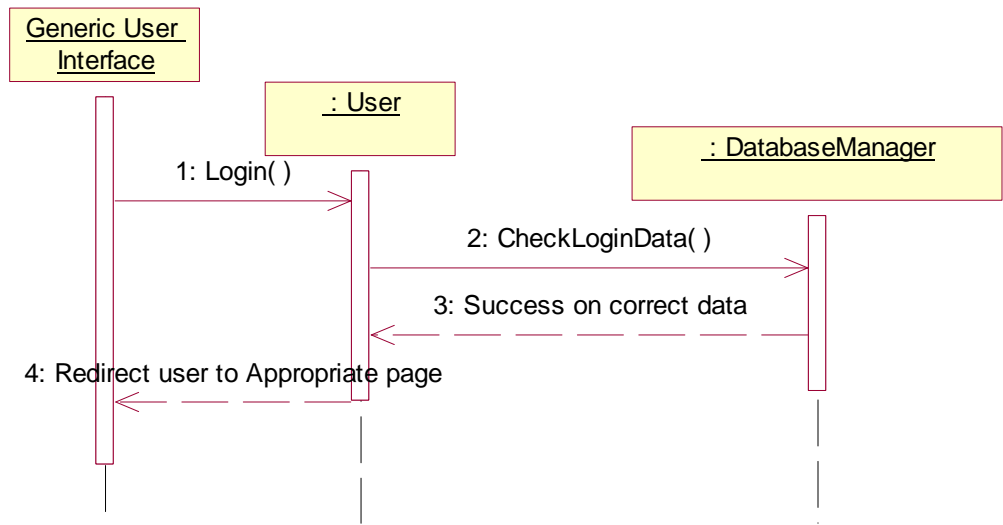 Generic User
Interface
: User
: DatabaseManager
1: Login( )
2: CheckLoginData( )
3: Success on correct data
4: Redirect user to Appropriate page